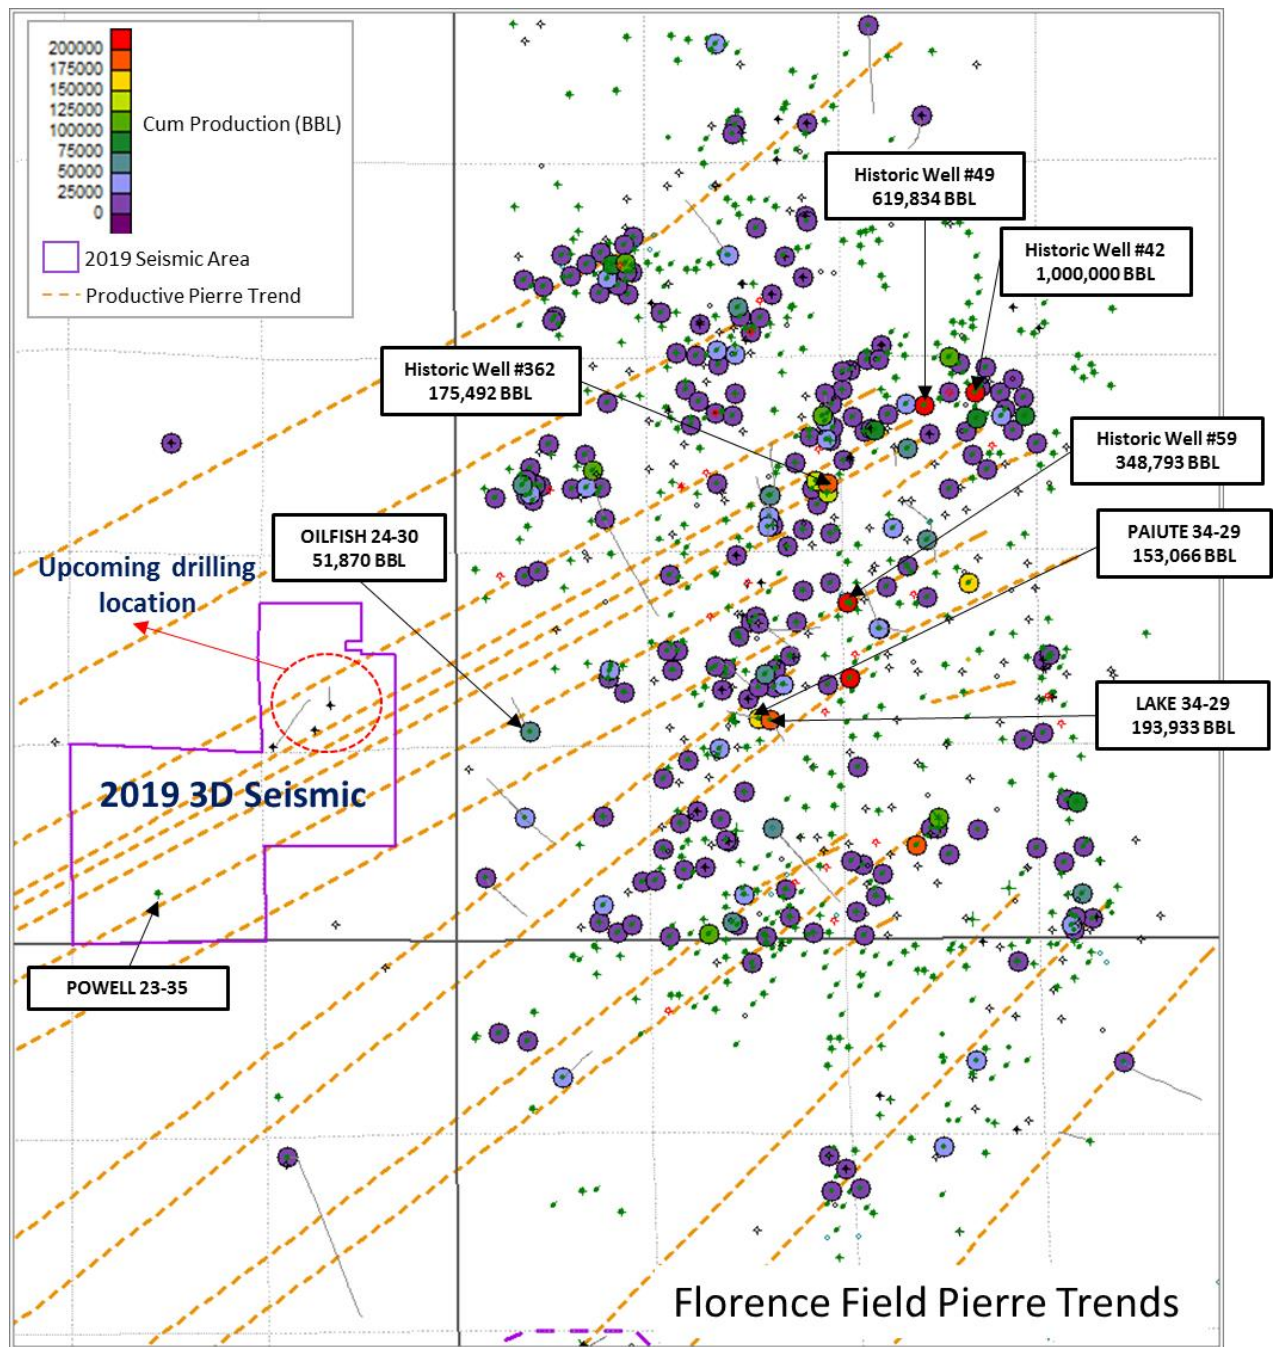 200000
175000
150000
125000
100000
75000
50000
25000
0
Cum Production (BBL)
2019 Seismic Area
Productive Pierre Trend
Historic Well #49
619,834 BBL
Historic Well #42
1,000,000 BBL
Historic Well #362
175,492 BBL
Historic Well #59
348,793 BBL
OILFISH 24-30
51,870 BBL
PAIUTE 34-29
153,066 BBL
Upcoming drilling
location
LAKE 34-29
193,933 BBL
2019 3D Seismic
POWELL 23-35
Florence Field Pierre Trends